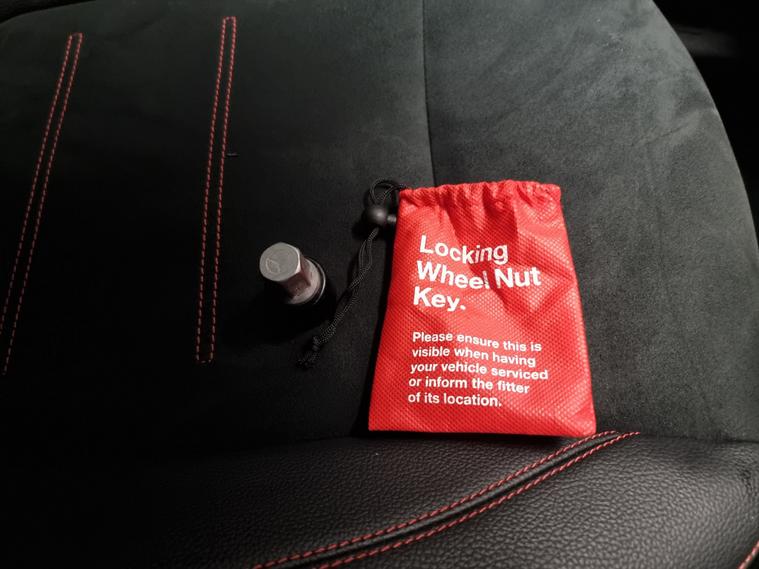 Locking
Wheel Nut
Key.
Please ensure this is
visible when having
your vehicle serviced
or inform the fitter
of its location.